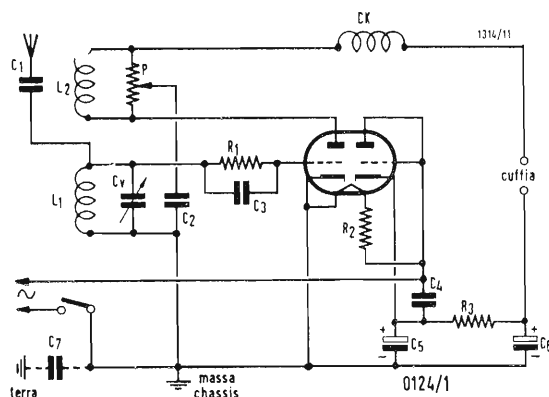 CK
1314/11
C1
L2
P
R1
cuffia
L1
Cv
C2
C3
R2
C4
R3
+
C5
−
+
C6
−
C7
terra
massa
chassis
0124/1